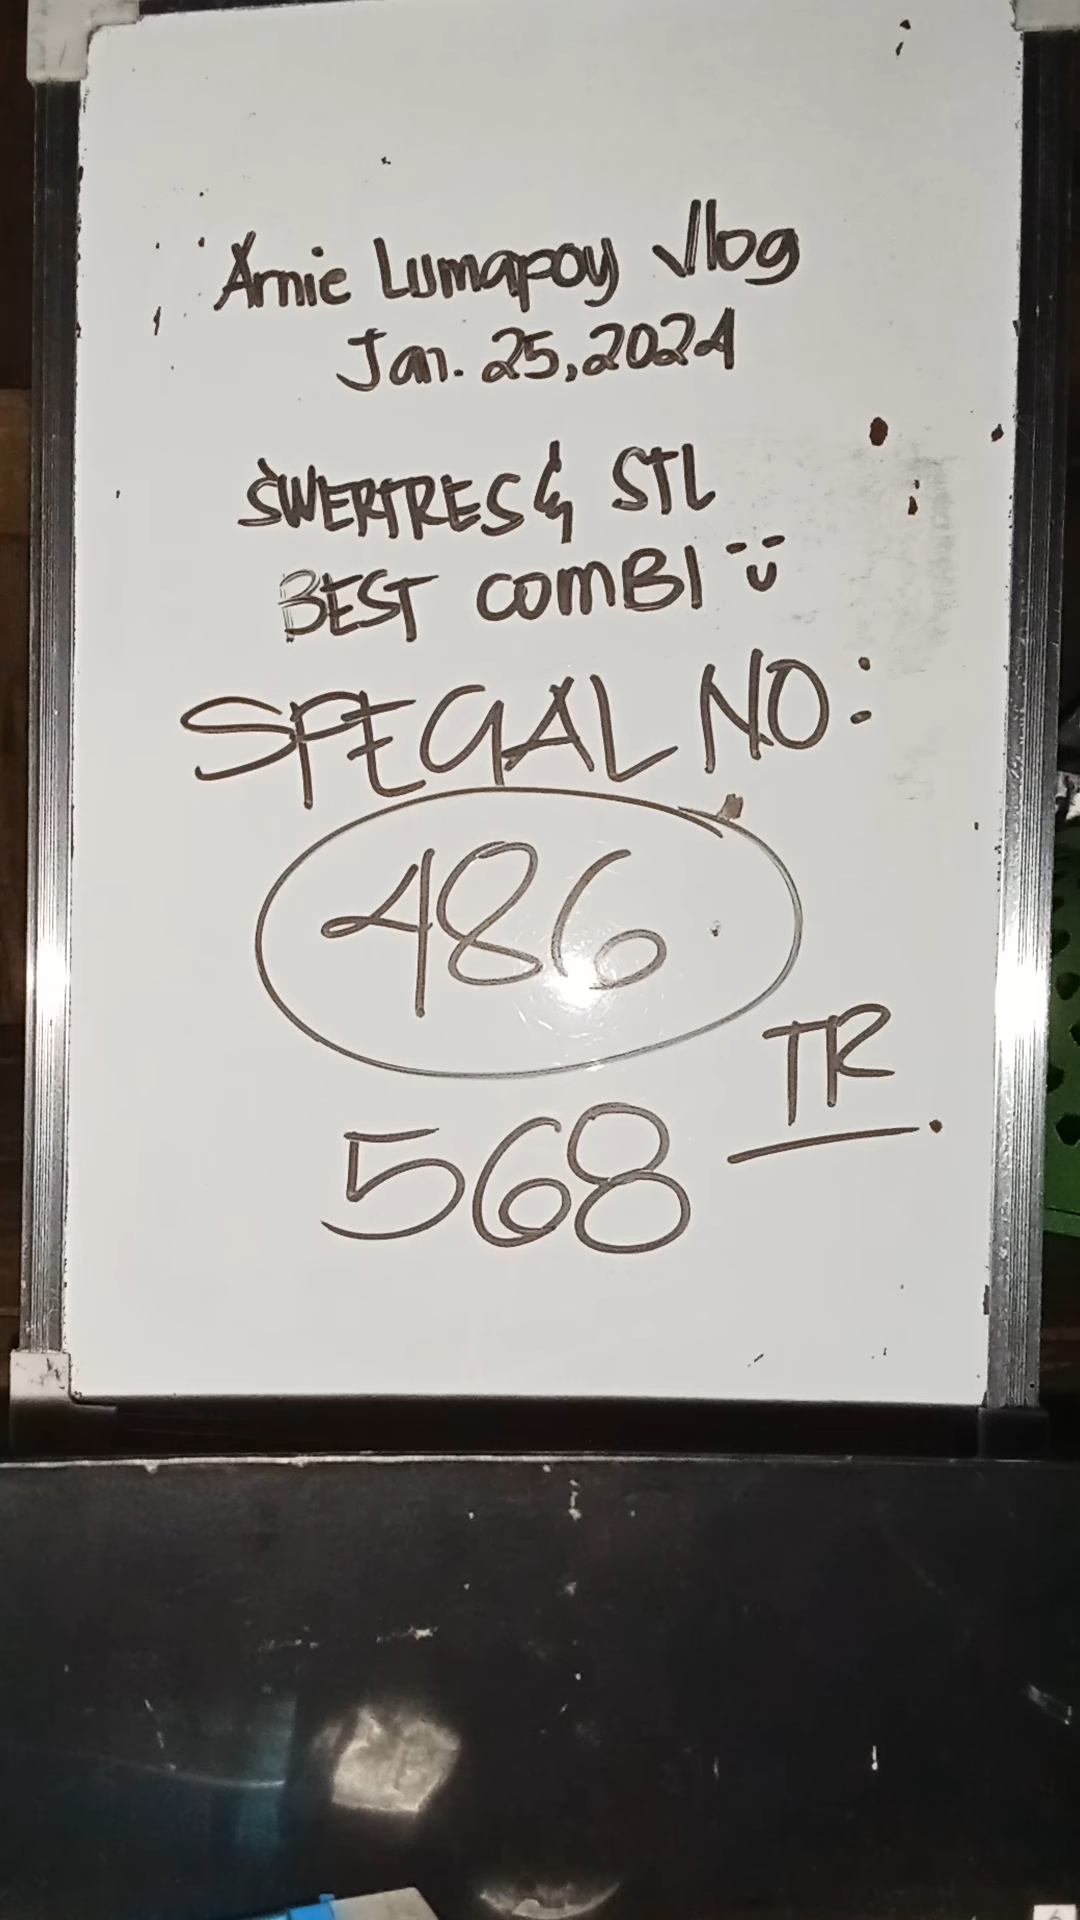 Arnie Lumapoy Vlog
Jan. 25, 2024
SWERTRES & STL
BEST comBI
SPECIAL NO:
486
TR
568